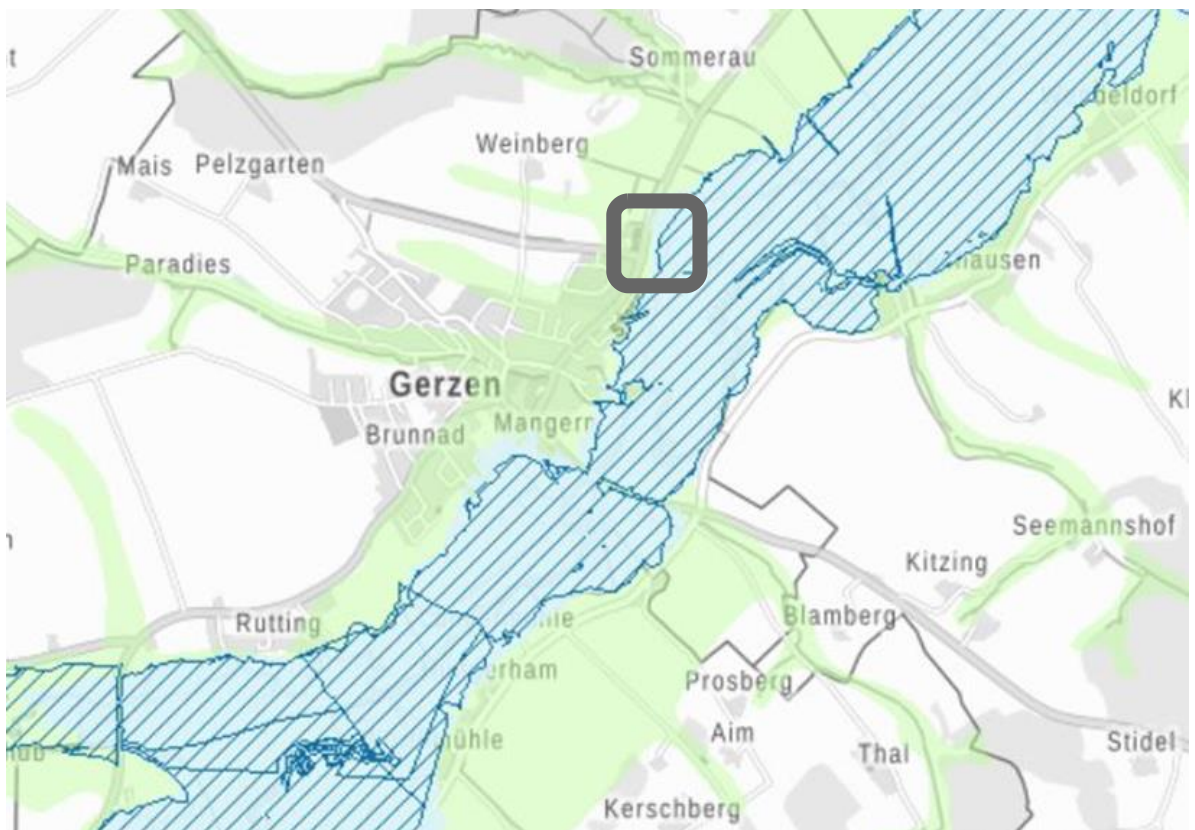 Sommerau
Weinberg
Mais
Pelzgarten
Paradies
Gerzen
Brunnad
Rutting
Seemannshof
Kitzing
Blamberg
Prosberg
Aim
Thal
Stidel
Kerschberg